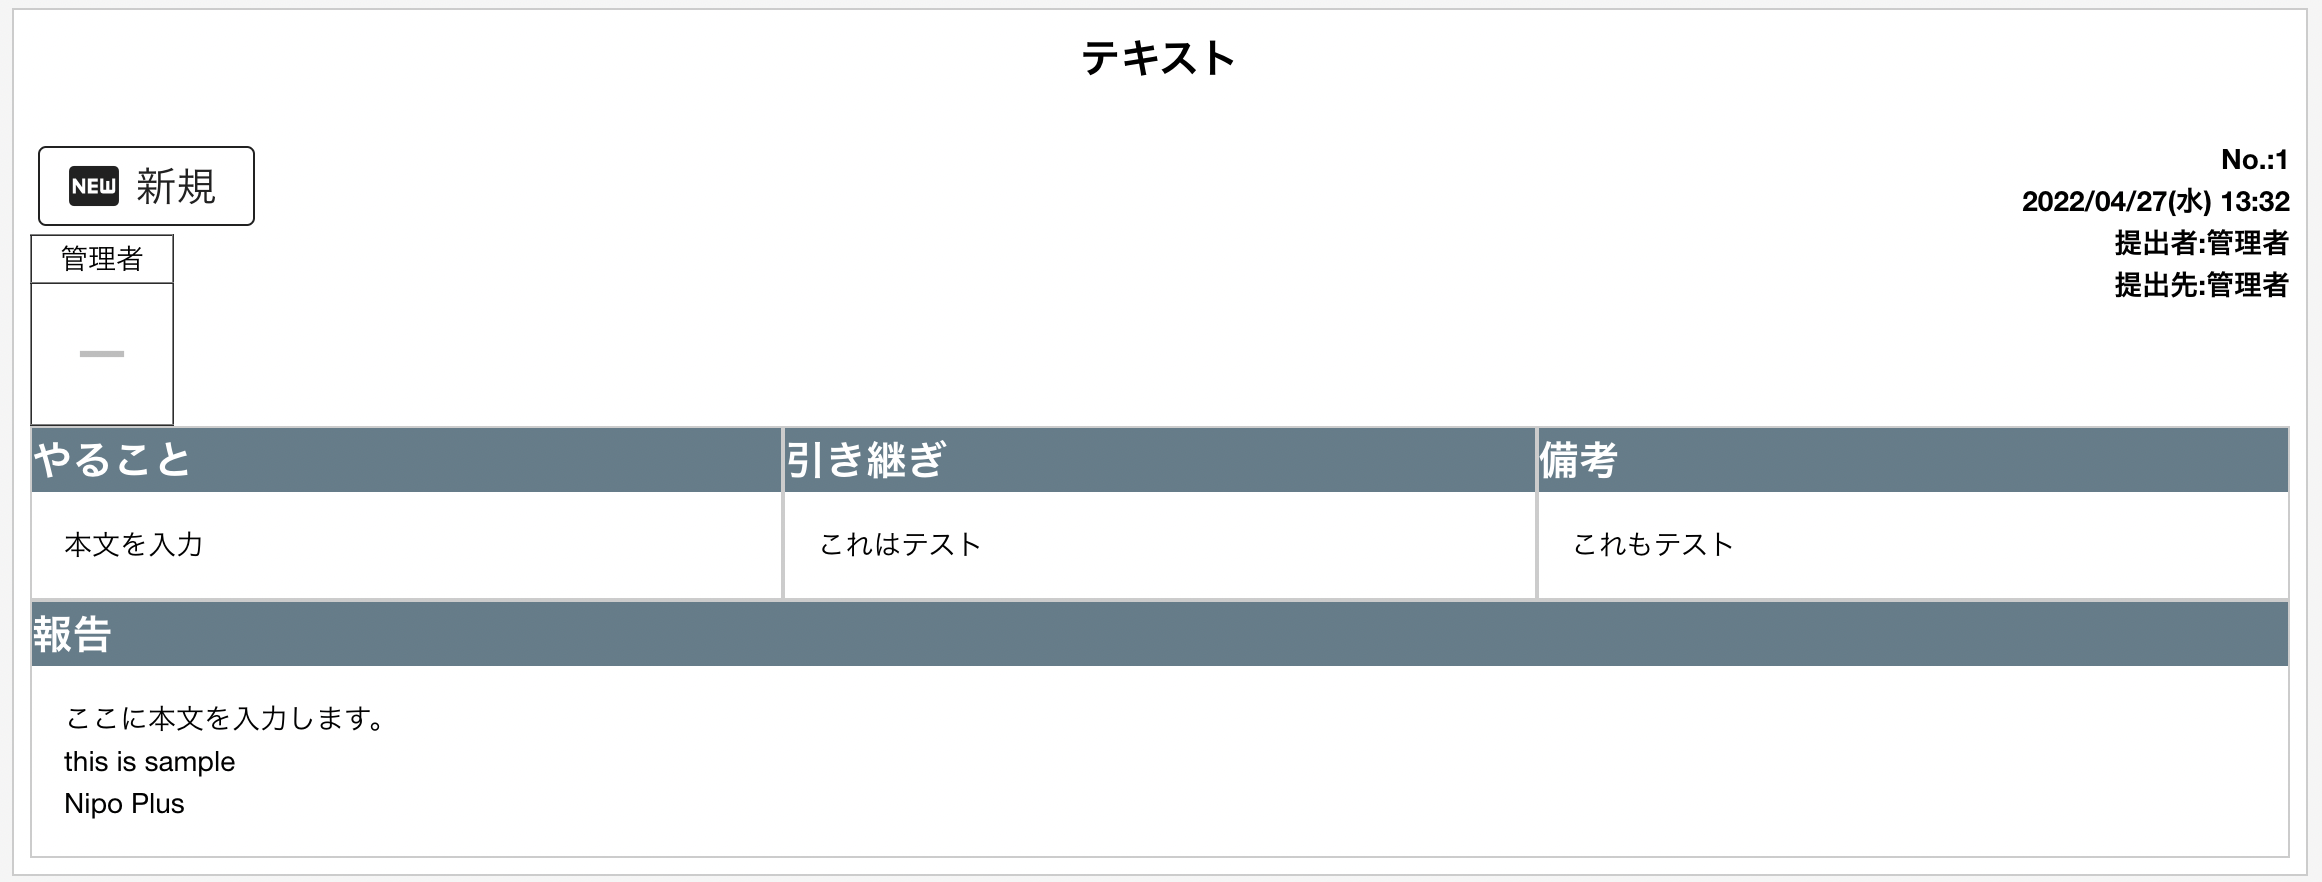 テキスト
NEW 新規
No.:1
2022/04/27(水) 13:32
提出者:管理者
提出先:管理者
管理者
やること
引き継ぎ
備考
本文を入力
これはテスト
これもテスト
報告
ここに本文を入力します。
this is sample
Nipo Plus